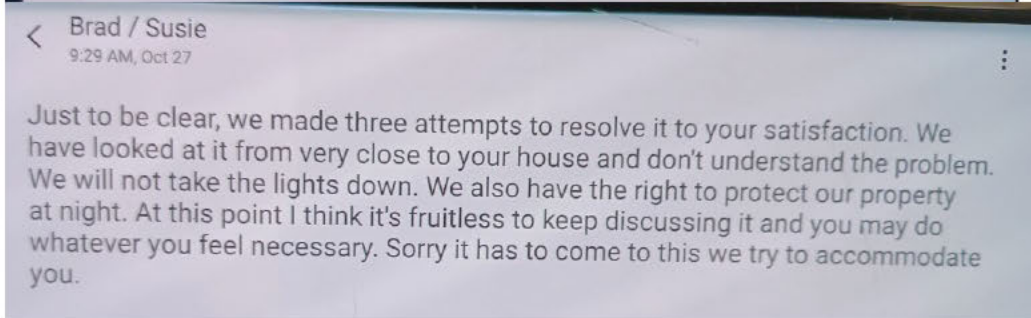 Brad / Susie
9:29 AM, Oct 27
Just to be clear, we made three attempts to resolve it to your satisfaction. We
have looked at it from very close to your house and don't understand the problem.
We will not take the lights down. We also have the right to protect our property
at night. At this point I think it's fruitless to keep discussing it and you may do
whatever you feel necessary. Sorry it has to come to this we try to accommodate
you.